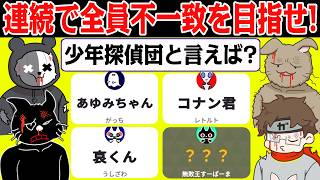 連続で全員不一致を目指せ!
少年探偵団と言えば?
あゆみちゃん
がっち
コナン君
レトルト
哀くん
うしざわ
???
無敗王すーぱーま